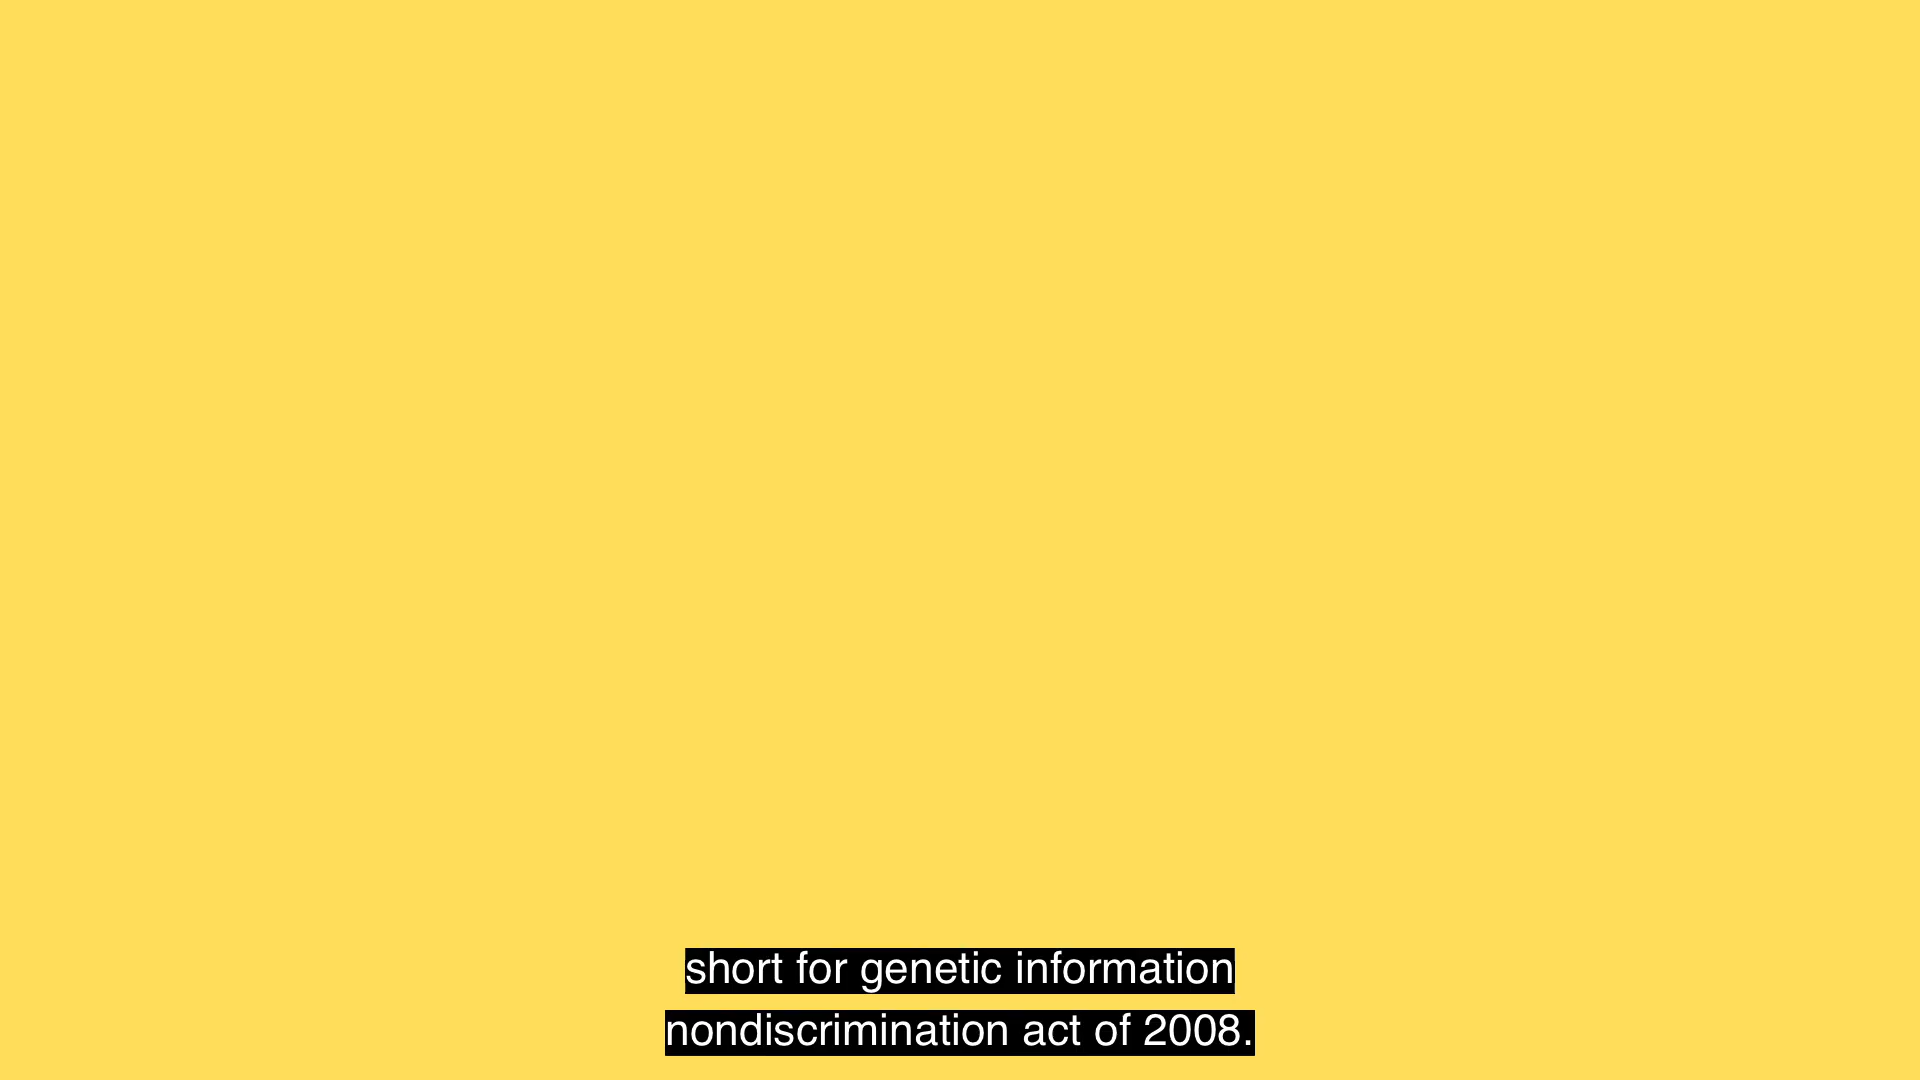 short for genetic information
nondiscrimination act of 2008.